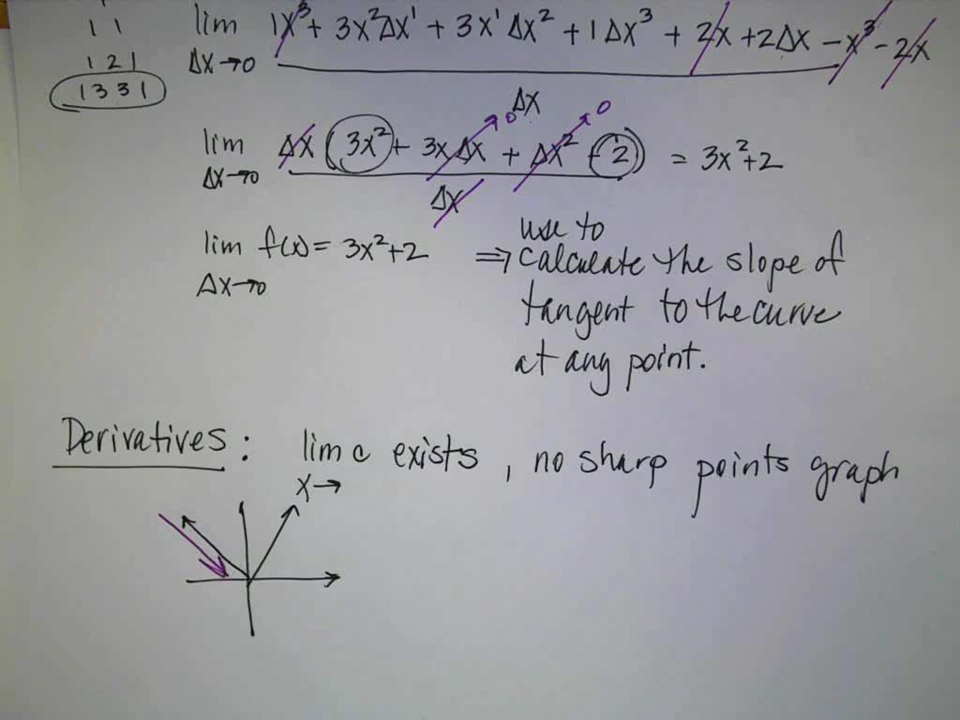 1 1
lim 1x³ + 3x²Δx¹ + 3x¹Δx² + 1Δx³ + 2x + 2Δx - x³ - 2x
1 2 1 Δx→0
1 3 3 1
Δx
lim Δx (3x² + 3xΔx + Δx² + 2) = 3x²+2
0 0
Δx→0 Δx
lim f(x) = 3x²+2 ⇒ use to calculate the slope of
Δx→0 tangent to the curve
at any point.
Derivatives: lim c exists, no sharp points graph
x→